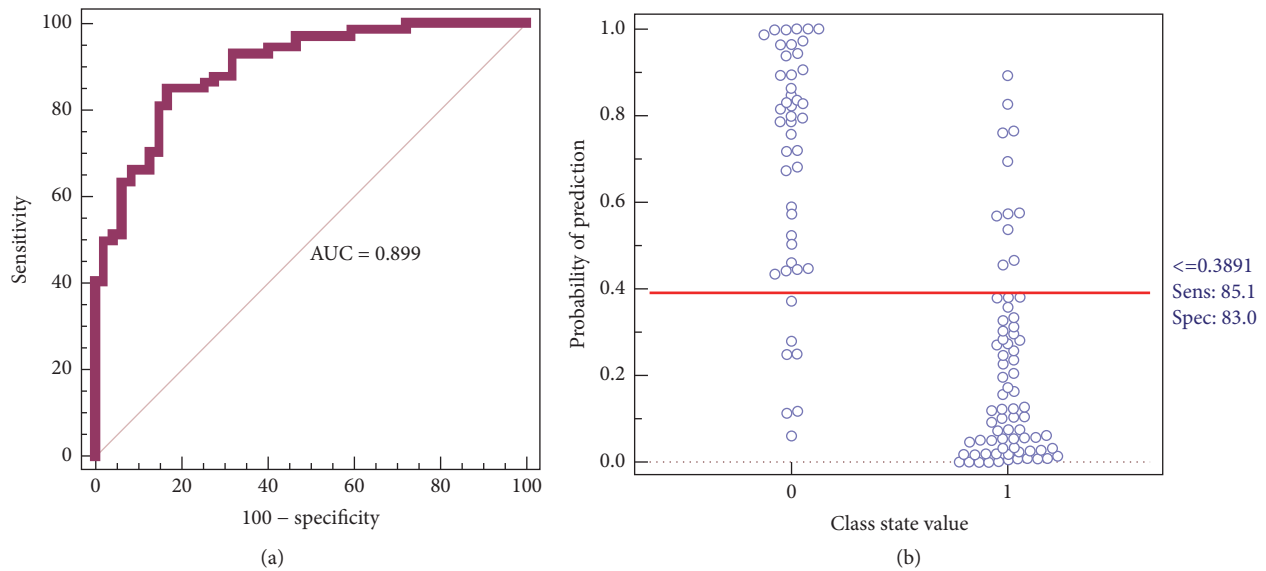 100
80
60
40
20
0
Sensitivity
AUC = 0.899
0 20 40 60 80 100
100 − specificity
(a)
1.0
0.8
0.6
0.4
0.2
0.0
Probability of prediction
<=0.3891
Sens: 85.1
Spec: 83.0
0 1
Class state value
(b)